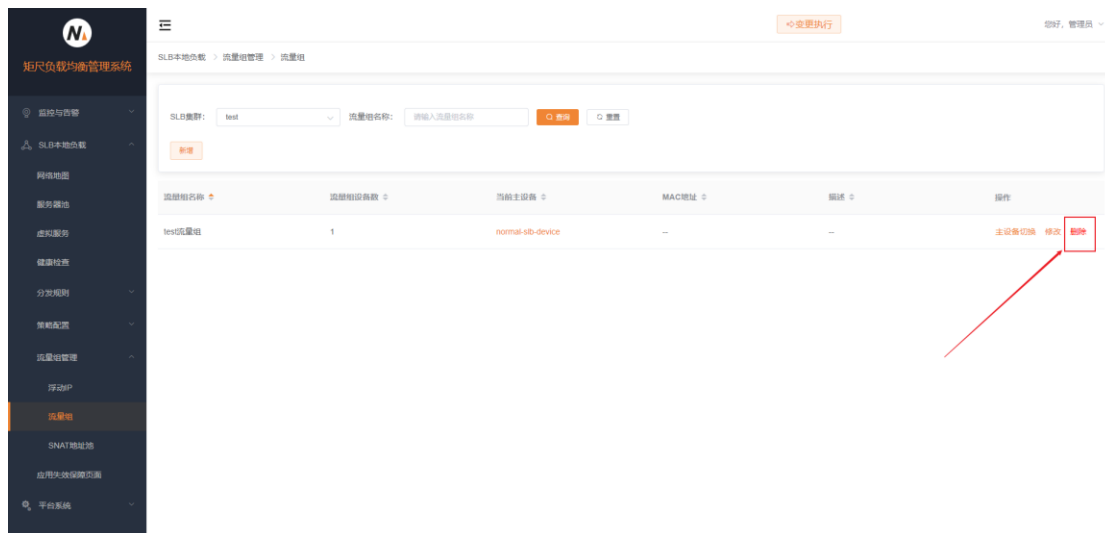 变更执行
您好，管理员
矩尺负载均衡管理系统
SLB本地负载 > 流量组管理 > 流量组
监控与告警
SLB本地负载
网络地图
服务器池
虚拟服务
健康检查
分发规则
策略配置
流量组管理
浮动IP
流量组
SNAT地址池
应用失效保障页面
平台系统
SLB集群： test 流量组名称： 请输入流量组名称 查询 重置
新增
流量组名称 流量组设备数 当前主设备 MAC地址 描述 操作
test流量组 1 normal-slb-device -- -- 主设备切换 修改 删除